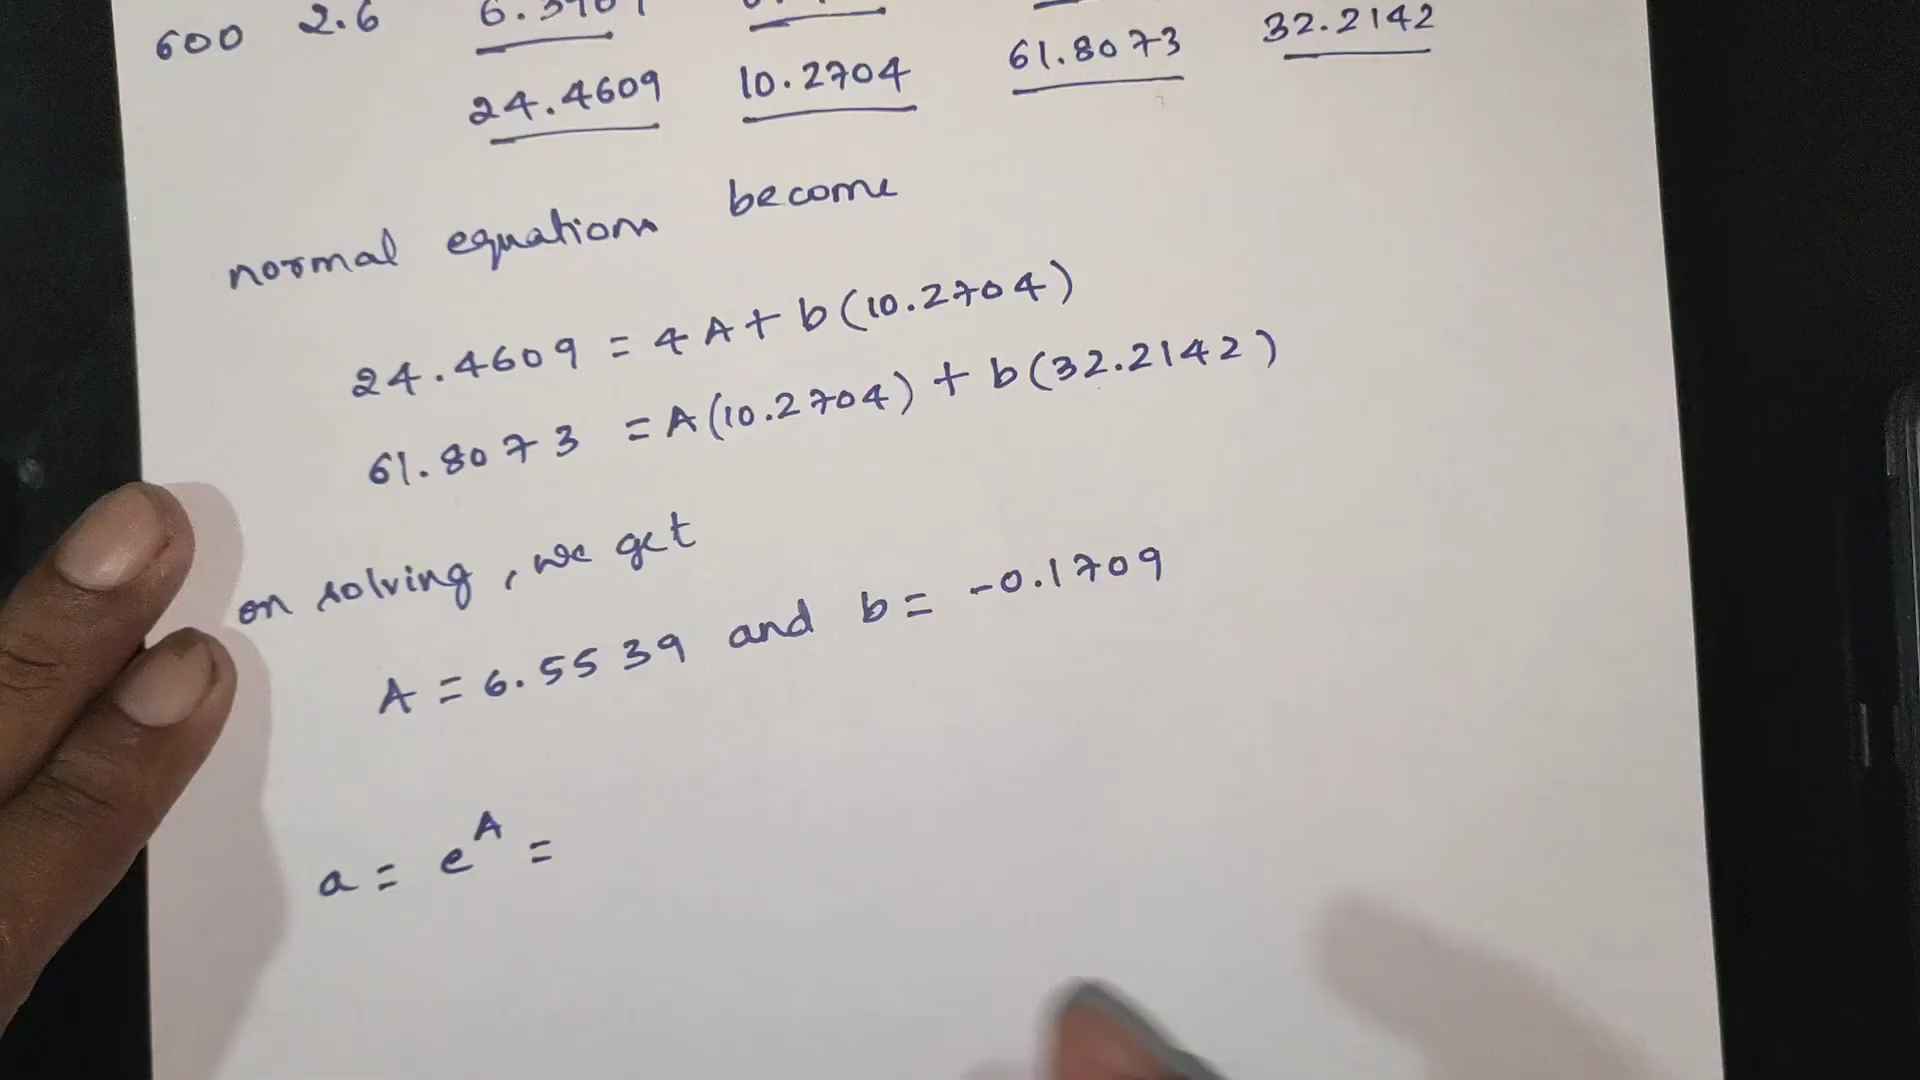 600 2.6
24.4609 10.2704 61.8073 32.2142
normal equations become
24.4609 = 4A + b(10.2704)
61.8073 = A(10.2704) + b(32.2142)
on solving, we get
A = 6.5539 and b = -0.1709
a = e^A =